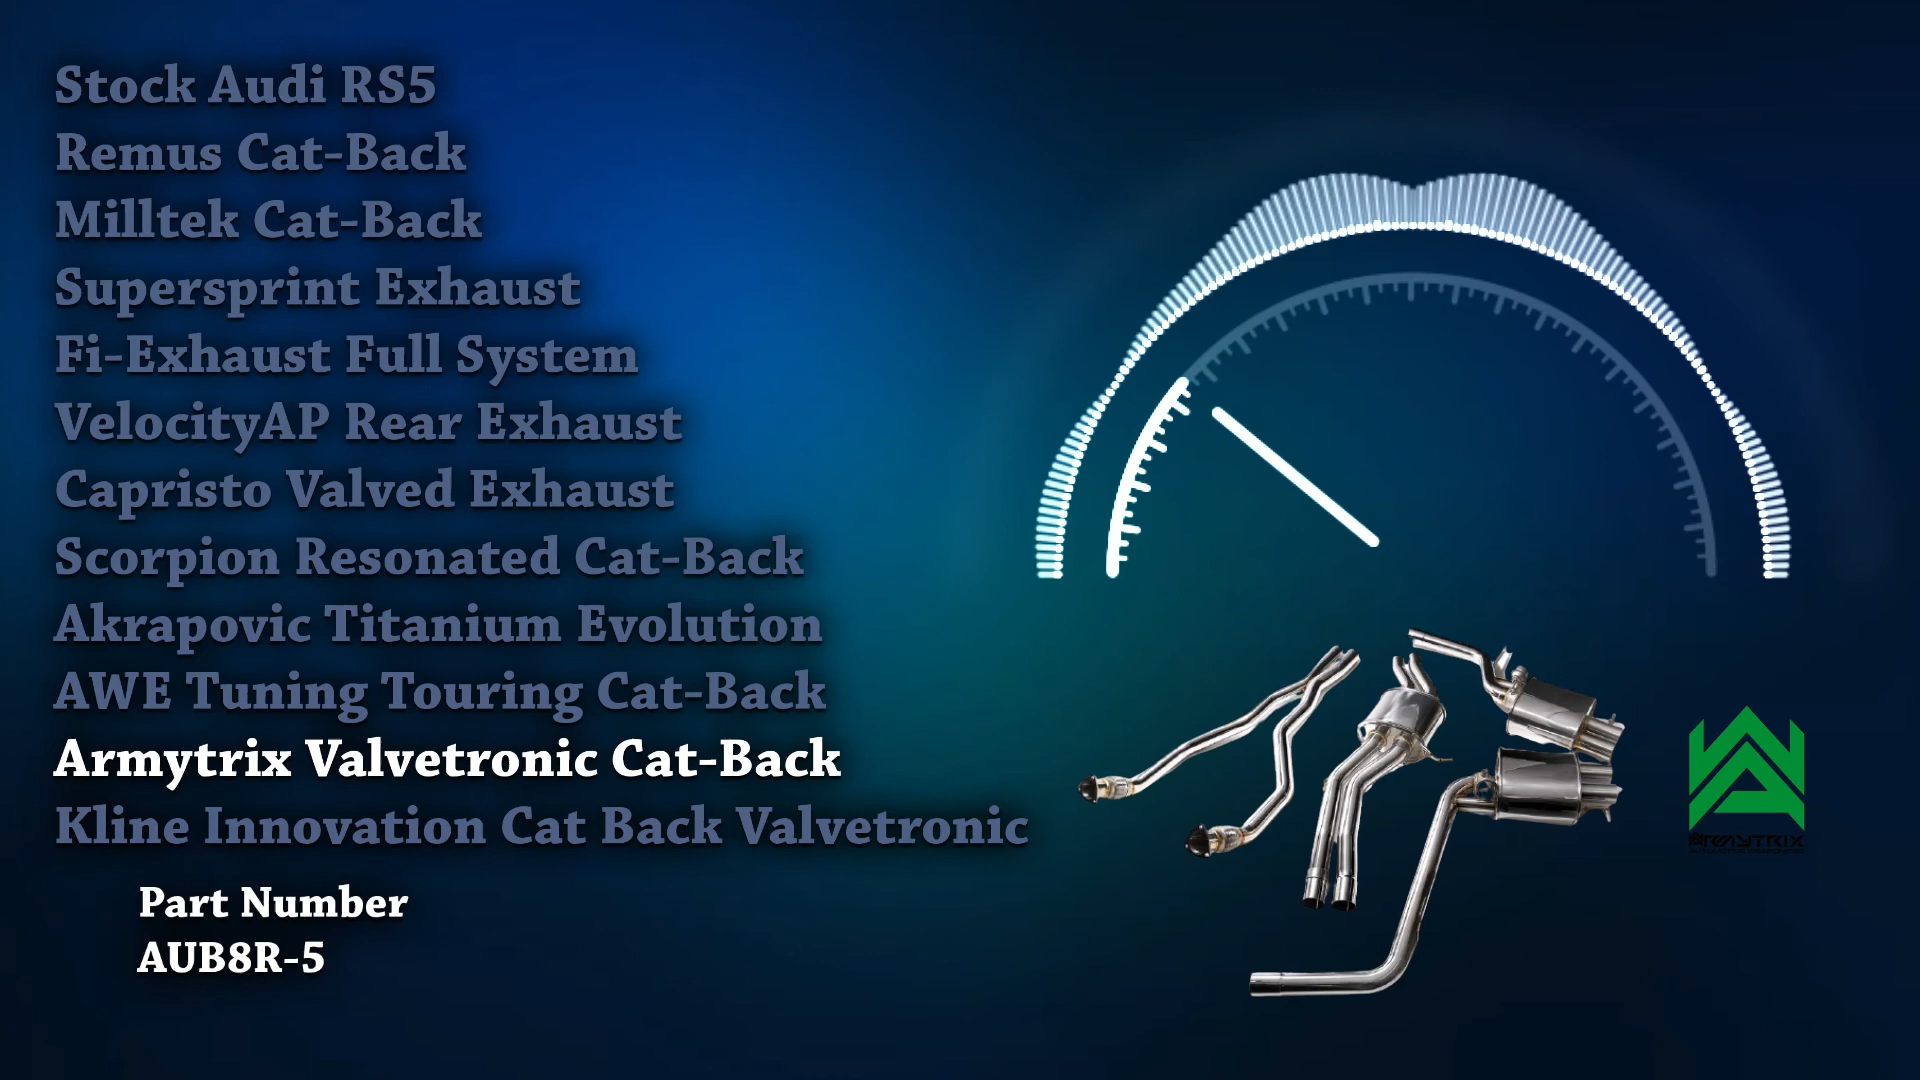 Stock Audi RS5
Remus Cat-Back
Milltek Cat-Back
Supersprint Exhaust
Fi-Exhaust Full System
VelocityAP Rear Exhaust
Capristo Valved Exhaust
Scorpion Resonated Cat-Back
Akrapovic Titanium Evolution
AWE Tuning Touring Cat-Back
Armytrix Valvetronic Cat-Back
Kline Innovation Cat Back Valvetronic
Part Number
AUB8R-5
ARMYTRIX